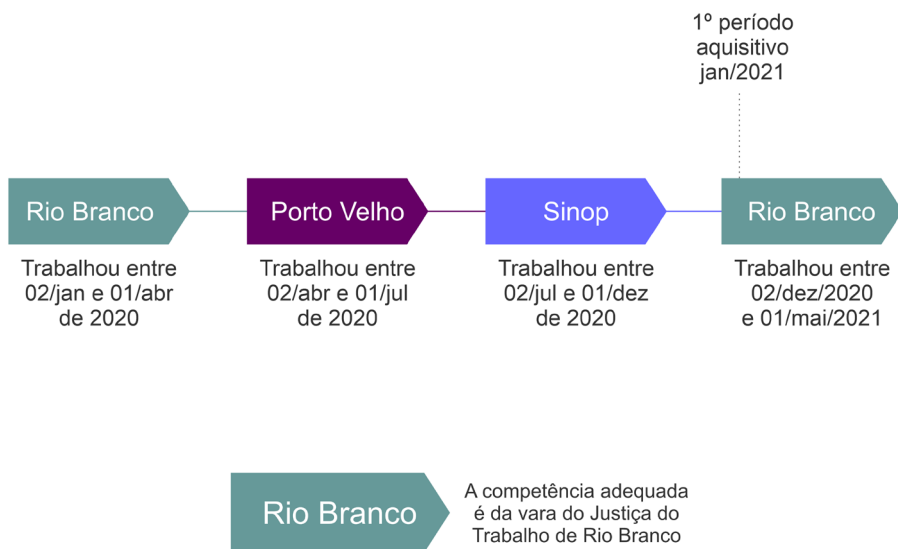 1º período
aquisitivo
jan/2021
Rio Branco
Trabalhou entre
02/jan e 01/abr
de 2020
Porto Velho
Trabalhou entre
02/abr e 01/jul
de 2020
Sinop
Trabalhou entre
02/jul e 01/dez
de 2020
Rio Branco
Trabalhou entre
02/dez/2020
e 01/mai/2021
Rio Branco
A competência adequada
é da vara do Justiça do
Trabalho de Rio Branco